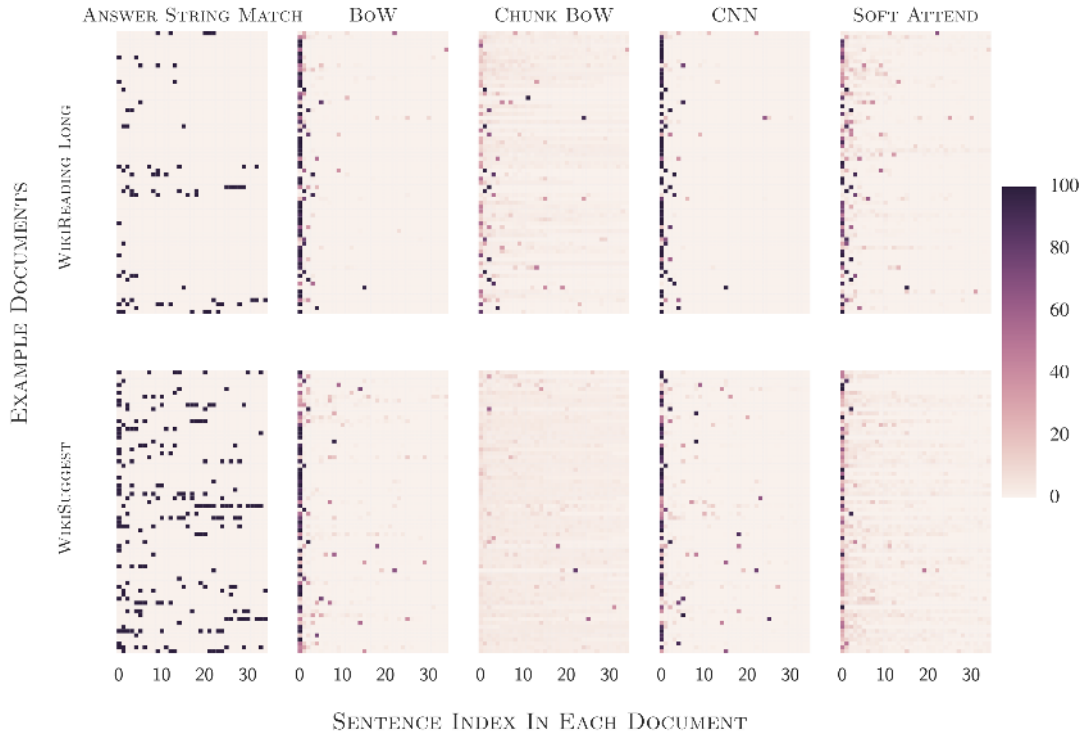 ANSWER STRING MATCH
BOW
CHUNK BOW
CNN
SOFT ATTEND
EXAMPLE DOCUMENTS
WIKIREADING LONG
WIKISUGGEST
100
80
60
40
20
0
0 10 20 30
0 10 20 30
0 10 20 30
0 10 20 30
0 10 20 30
SENTENCE INDEX IN EACH DOCUMENT